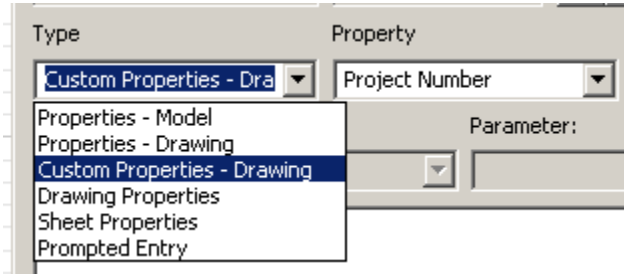 Type Property
Custom Properties - Dra Project Number
Properties - Model
Properties - Drawing Parameter:
Custom Properties - Drawing
Drawing Properties
Sheet Properties
Prompted Entry